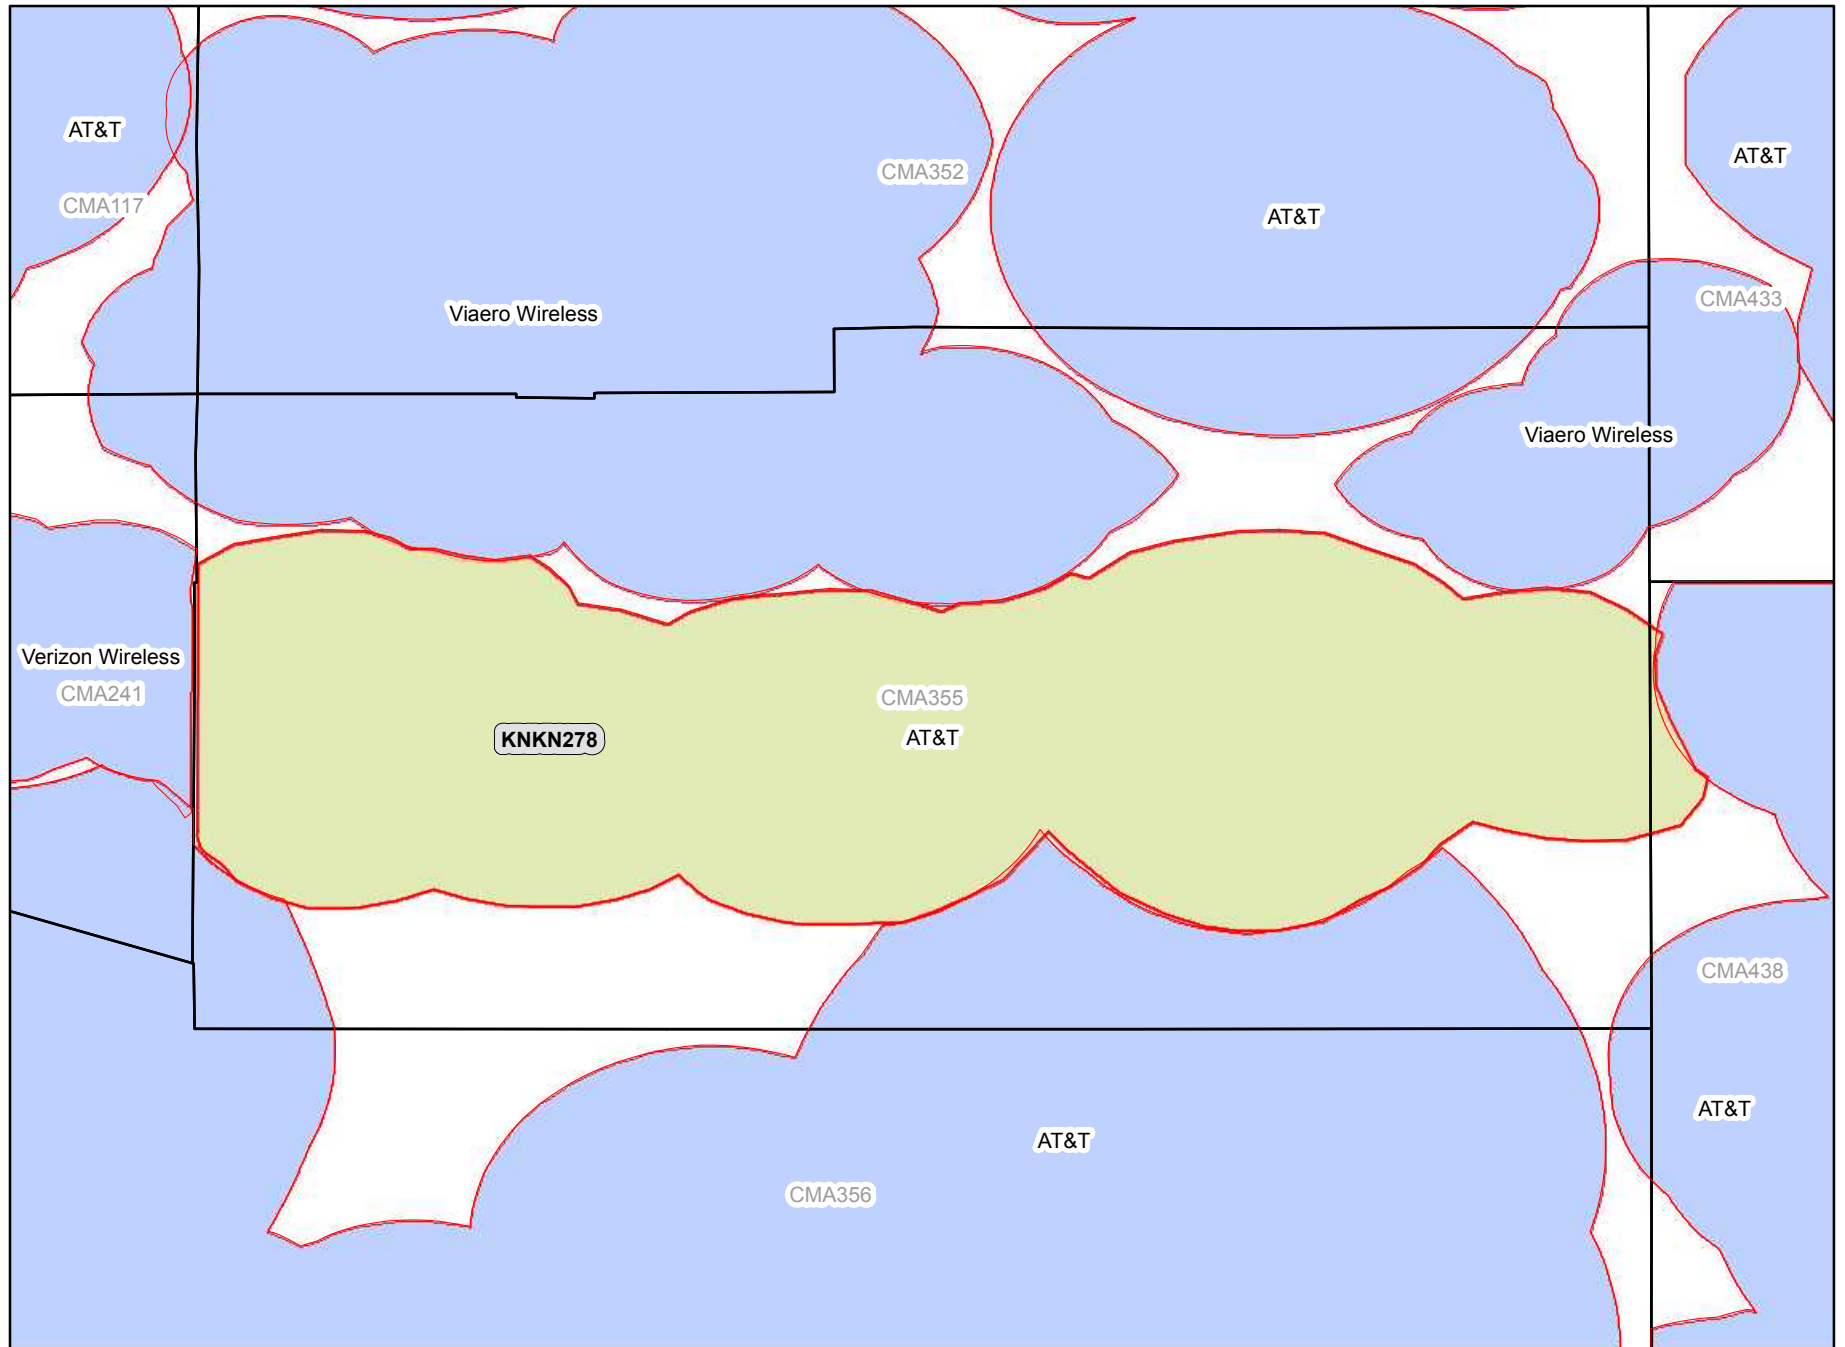 AT&T
AT&T
CMA352
CMA117
AT&T
CMA433
Viaero Wireless
Viaero Wireless
Verizon Wireless
CMA241
CMA355
KNKN278
AT&T
CMA438
AT&T
AT&T
CMA356